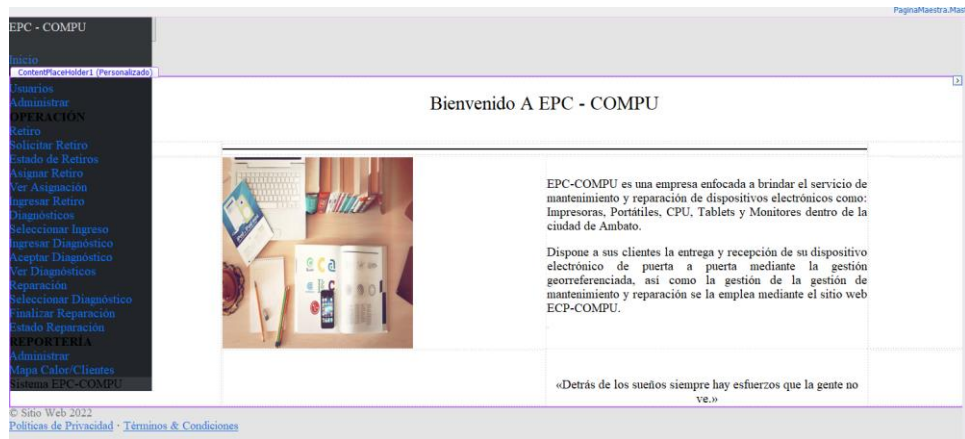 PaginaMaestra.Mas
EPC - COMPU
Inicio
ContentPlaceHolder1 (Personalizado)
Usuarios
Administrar
OPERACIÓN
Retiro
Solicitar Retiro
Estado de Retiros
Asignar Retiro
Ver Asignación
Ingresar Retiro
Diagnósticos
Seleccionar Ingreso
Ingresar Diagnóstico
Aceptar Diagnóstico
Ver Diagnósticos
Reparación
Seleccionar Diagnóstico
Finalizar Reparación
Estado Reparación
REPORTERÍA
Administrar
Mapa Calor/Clientes
Sistema EPC-COMPU
Bienvenido A EPC - COMPU
EPC-COMPU es una empresa enfocada a brindar el servicio de
mantenimiento y reparación de dispositivos electrónicos como:
Impresoras, Portátiles, CPU, Tablets y Monitores dentro de la
ciudad de Ambato.
Dispone a sus clientes la entrega y recepción de su dispositivo
electrónico de puerta a puerta mediante la gestión
georreferenciada, así como la gestión de la gestión de
mantenimiento y reparación se la emplea mediante el sitio web
ECP-COMPU.
«Detrás de los sueños siempre hay esfuerzos que la gente no
ve.»
© Sitio Web 2022
Políticas de Privacidad · Términos & Condiciones